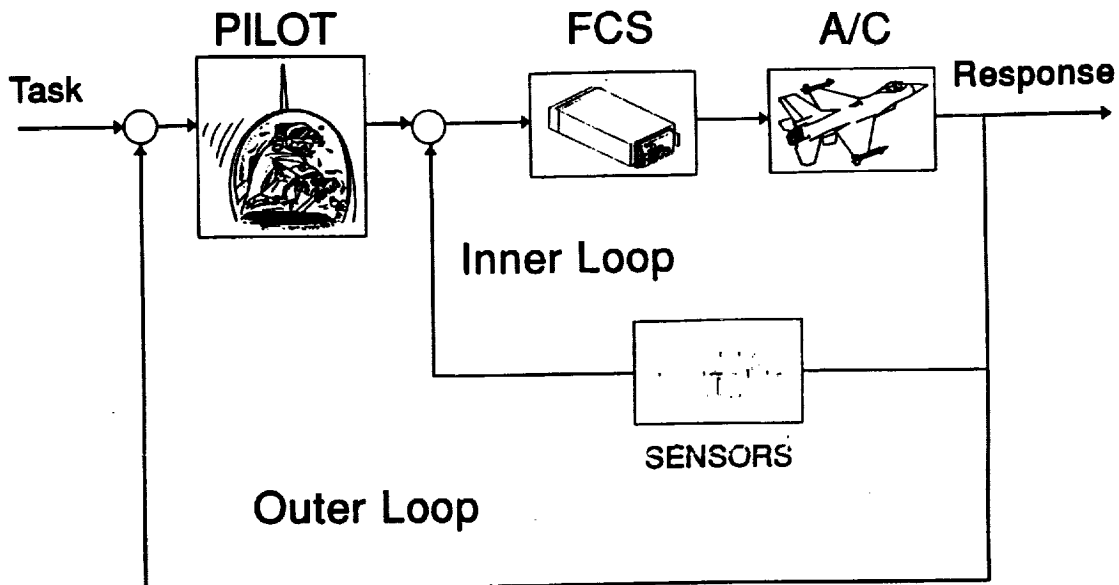 PILOT
FCS
A/C
Task
Response
Inner Loop
SENSORS
Outer Loop